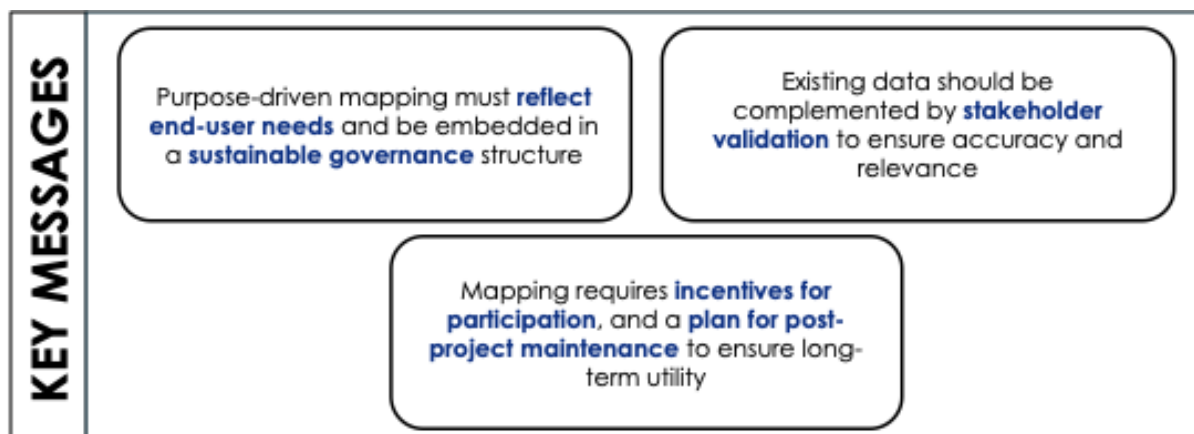 KEY MESSAGES
Purpose-driven mapping must reflect
end-user needs and be embedded in
a sustainable governance structure
Existing data should be
complemented by stakeholder
validation to ensure accuracy and
relevance
Mapping requires incentives for
participation, and a plan for post-
project maintenance to ensure long-
term utility